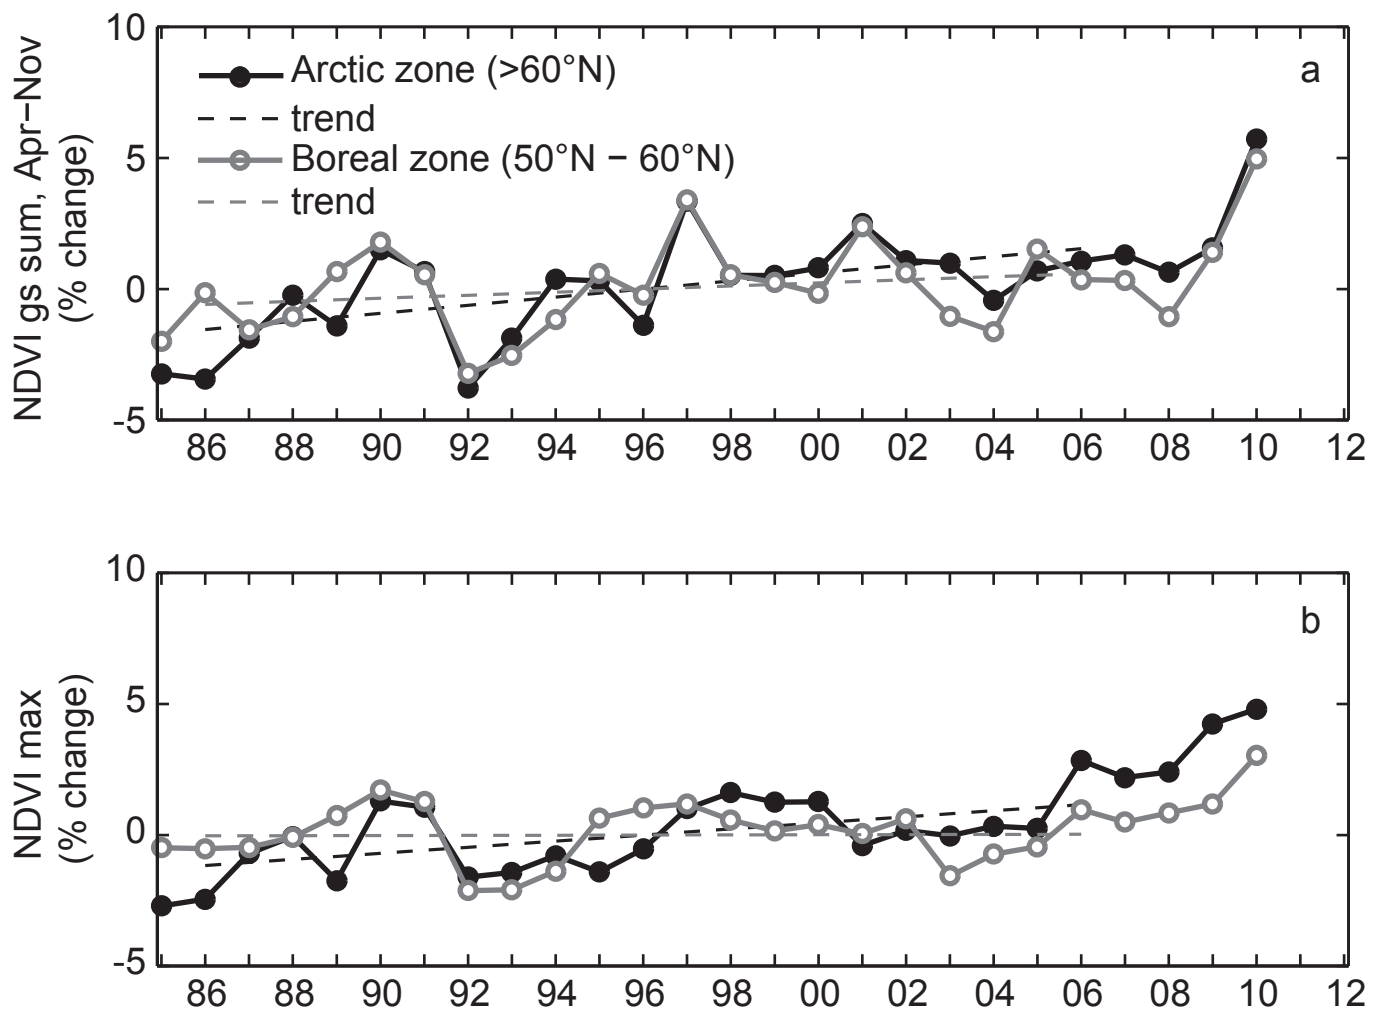 10
5
0
-5
NDVI gs sum, Apr−Nov
(% change)
Arctic zone (>60°N)
trend
Boreal zone (50°N − 60°N)
trend
a
86 88 90 92 94 96 98 00 02 04 06 08 10 12
10
5
0
-5
NDVI max
(% change)
b
86 88 90 92 94 96 98 00 02 04 06 08 10 12